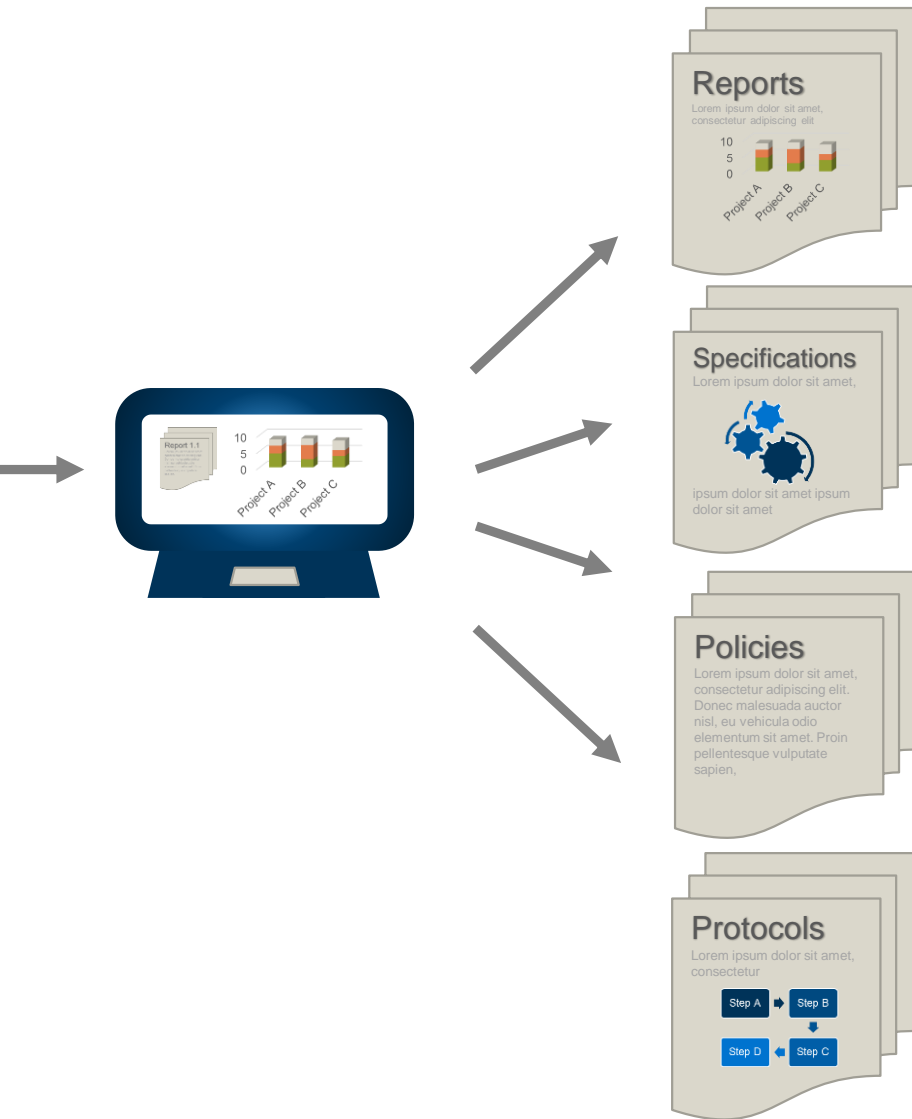 Reports
Lorem ipsum dolor sit amet,
consectetur adipiscing elit
10
5
0
Project A
Project B
Project C
Report 1.1
10
5
0
Project A
Project B
Project C
Specifications
Lorem ipsum dolor sit amet,
ipsum dolor sit amet ipsum
dolor sit amet
Policies
Lorem ipsum dolor sit amet,
consectetur adipiscing elit.
Donec malesuada auctor
nisl, eu vehicula odio
elementum sit amet. Proin
pellentesque vulputate
sapien,
Protocols
Lorem ipsum dolor sit amet,
consectetur
Step A
Step B
Step D
Step C